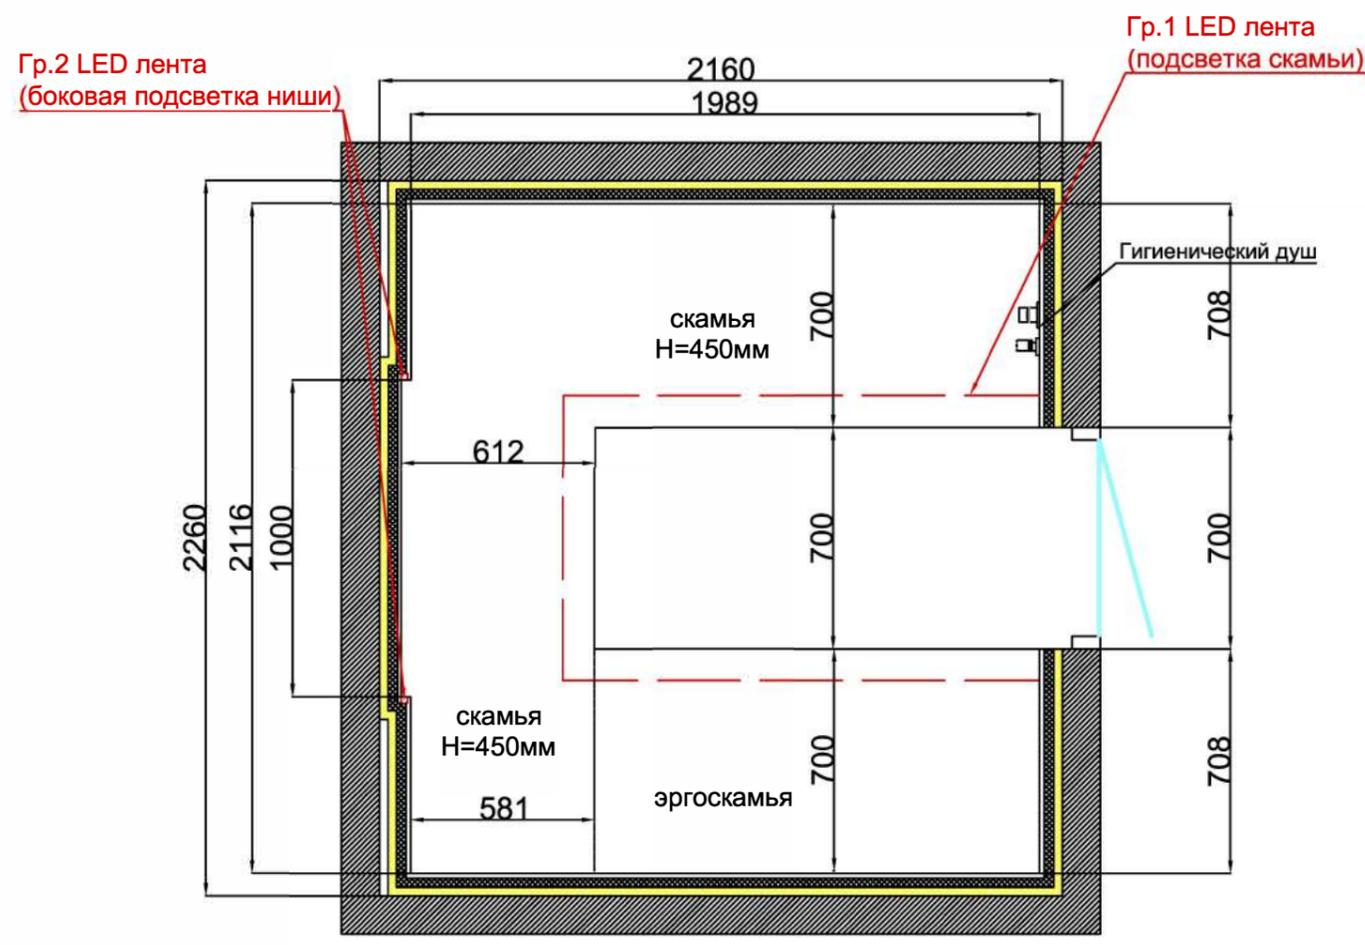 Гр.1 LED лента
(подсветка скамьи)
Гр.2 LED лента
(боковая подсветка ниши)
2160
1989
Гигиенический душ
скамья
H=450мм
700
708
612
2260
2116
1000
700
700
скамья
H=450мм
581
эргоскамья
700
708